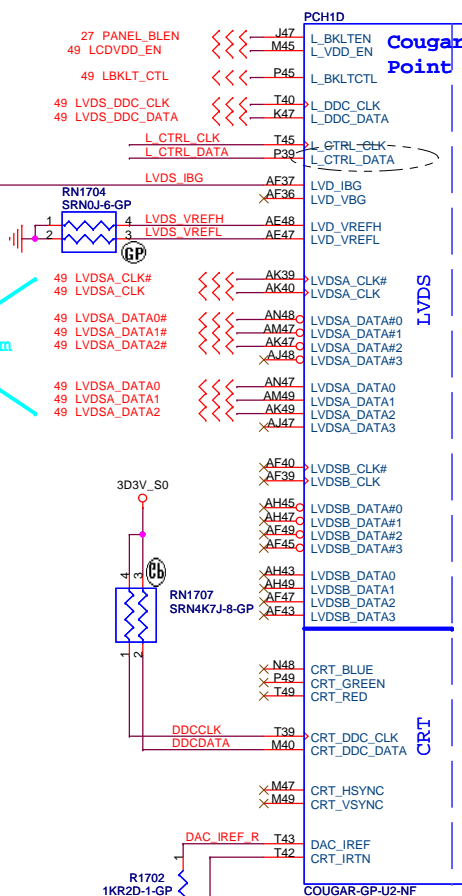 PCH1D
27 PANEL_BLEN J47 L_BKLTEN Cougar
49 LCDVDD_EN M45 L_VDD_EN Point
49 LBKLT_CTL P45 L_BKLTCTL
49 LVDS_DDC_CLK T40 L_DDC_CLK
49 LVDS_DDC_DATA K47 L_DDC_DATA
L_CTRL_CLK T45 L_CTRL_CLK
L_CTRL_DATA P39 L_CTRL_DATA
LVDS_IBG AF37 LVD_IBG
AF36 LVD_VBG
RN1704
SRN0J-6-GP
1 4 LVDS_VREFH AE48 LVD_VREFH
2 3 LVDS_VREFL AE47 LVD_VREFL
GP
49 LVDSA_CLK# AK39 LVDSA_CLK#
49 LVDSA_CLK AK40 LVDSA_CLK
LVDS
49 LVDSA_DATA0# AN48 LVDSA_DATA#0
49 LVDSA_DATA1# AM47 LVDSA_DATA#1
49 LVDSA_DATA2# AK47 LVDSA_DATA#2
m
AJ48 LVDSA_DATA#3
49 LVDSA_DATA0 AN47 LVDSA_DATA0
49 LVDSA_DATA1 AM49 LVDSA_DATA1
49 LVDSA_DATA2 AK49 LVDSA_DATA2
AJ47 LVDSA_DATA3
AF40 LVDSB_CLK#
AF39 LVDSB_CLK
3D3V_S0
AH45 LVDSB_DATA#0
AH47 LVDSB_DATA#1
AF49 LVDSB_DATA#2
AF45 LVDSB_DATA#3
4 3 GP
AH43 LVDSB_DATA0
AH49 LVDSB_DATA1
AF47 LVDSB_DATA2
AF43 LVDSB_DATA3
RN1707
SRN4K7J-8-GP
1 2
N48 CRT_BLUE
P49 CRT_GREEN
T49 CRT_RED
CRT
DDCCLK T39 CRT_DDC_CLK
DDCDATA M40 CRT_DDC_DATA
M47 CRT_HSYNC
M49 CRT_VSYNC
DAC_IREF_R T43 DAC_IREF
T42 CRT_IRTN
1
R1702
1KR2D-1-GP
COUGAR-GP-U2-NF